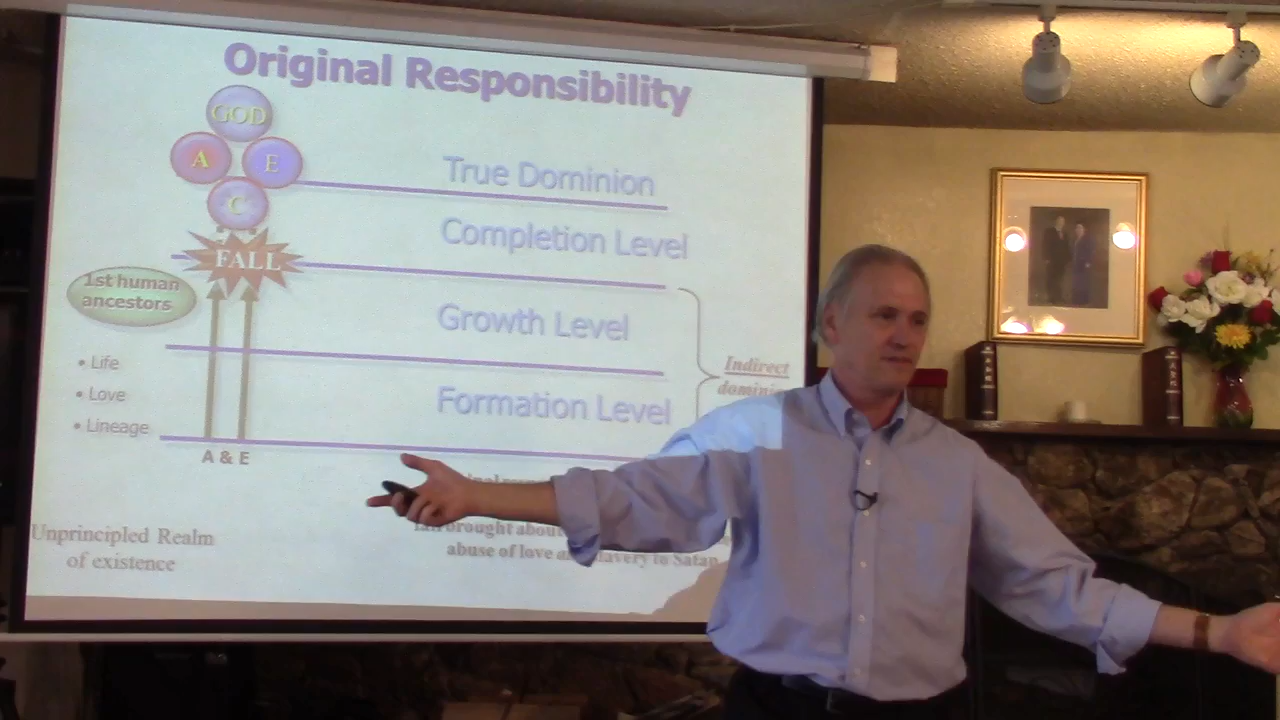 Original Responsibility
GOD
A E
C
FALL
1st human
ancestors
True Dominion
Completion Level
Growth Level
Formation Level
Indirect
• Life
• Love
• Lineage
A & E
Unprincipled Realm
of existence
brought about
abuse of love
to Satan